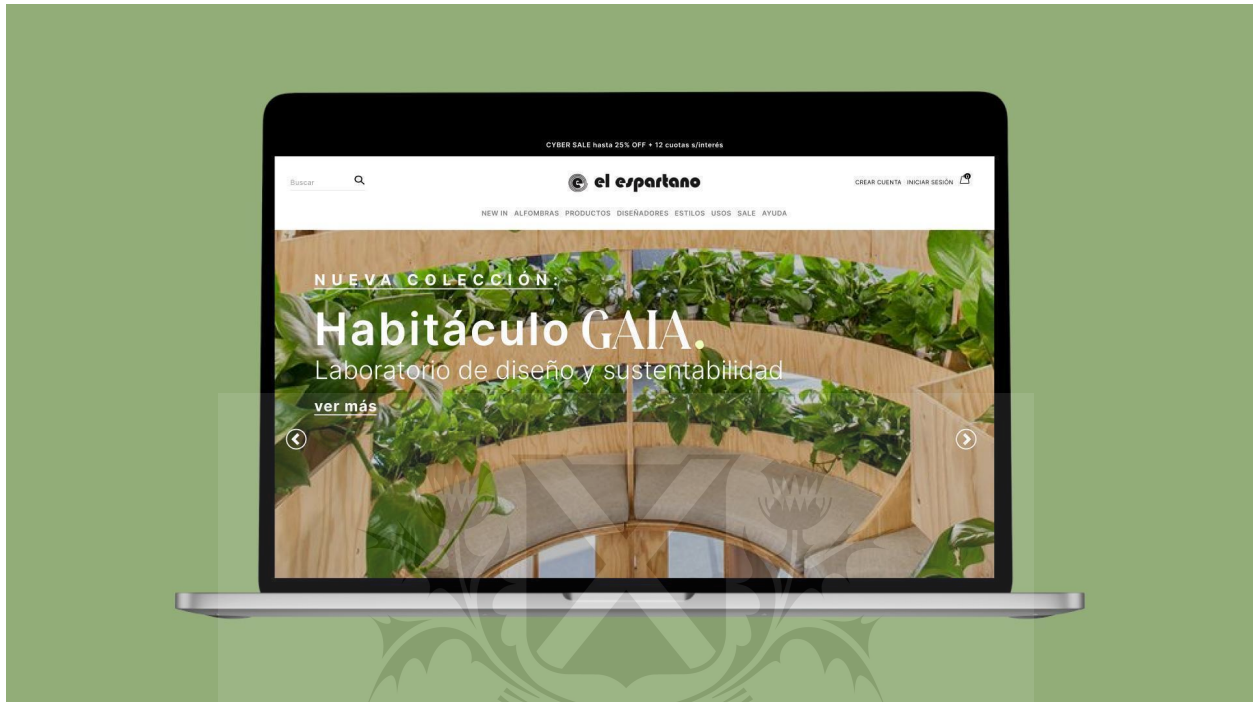 CYBER SALE hasta 25% OFF + 12 cuotas s/interés
Buscar
e el espartano
CREAR CUENTA INICIAR SESIÓN 0
NEW IN ALFOMBRAS PRODUCTOS DISEÑADORES ESTILOS USOS SALE AYUDA
NUEVA COLECCIÓN:
Habitáculo GAIA.
Laboratorio de diseño y sustentabilidad
ver más